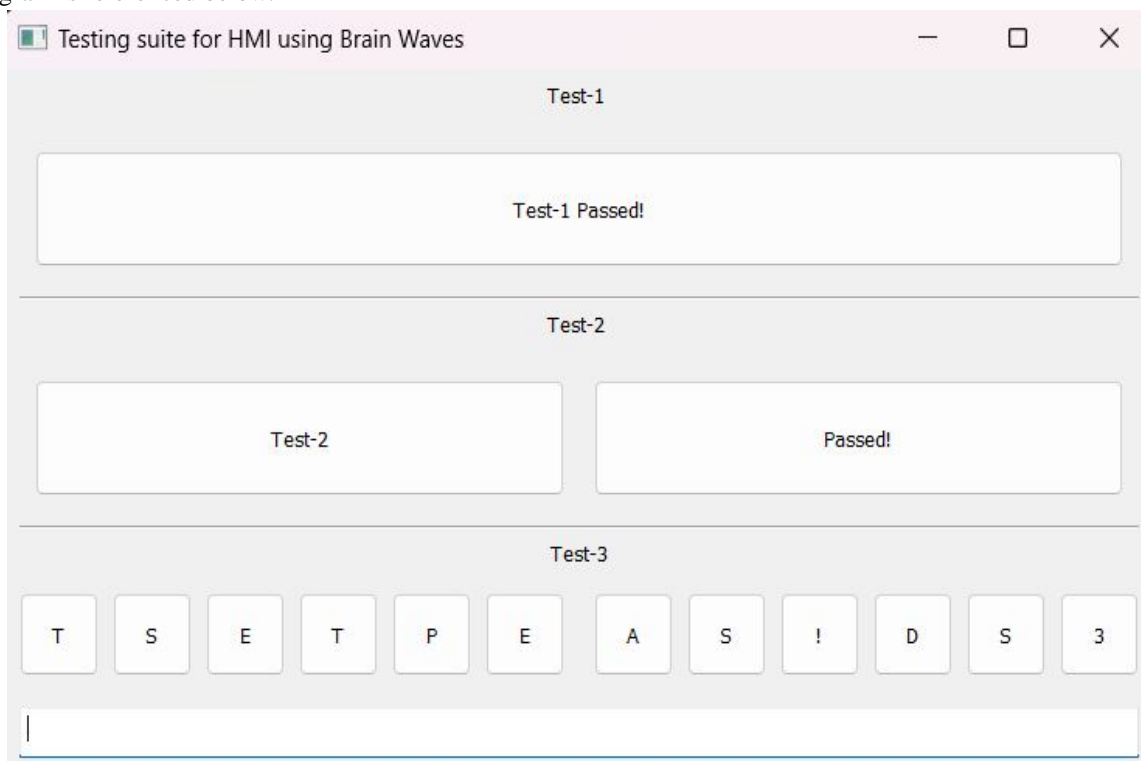 Testing suite for HMI using Brain Waves
Test-1
Test-1 Passed!
Test-2
Test-2 Passed!
Test-3
T S E T P E A S ! D S 3